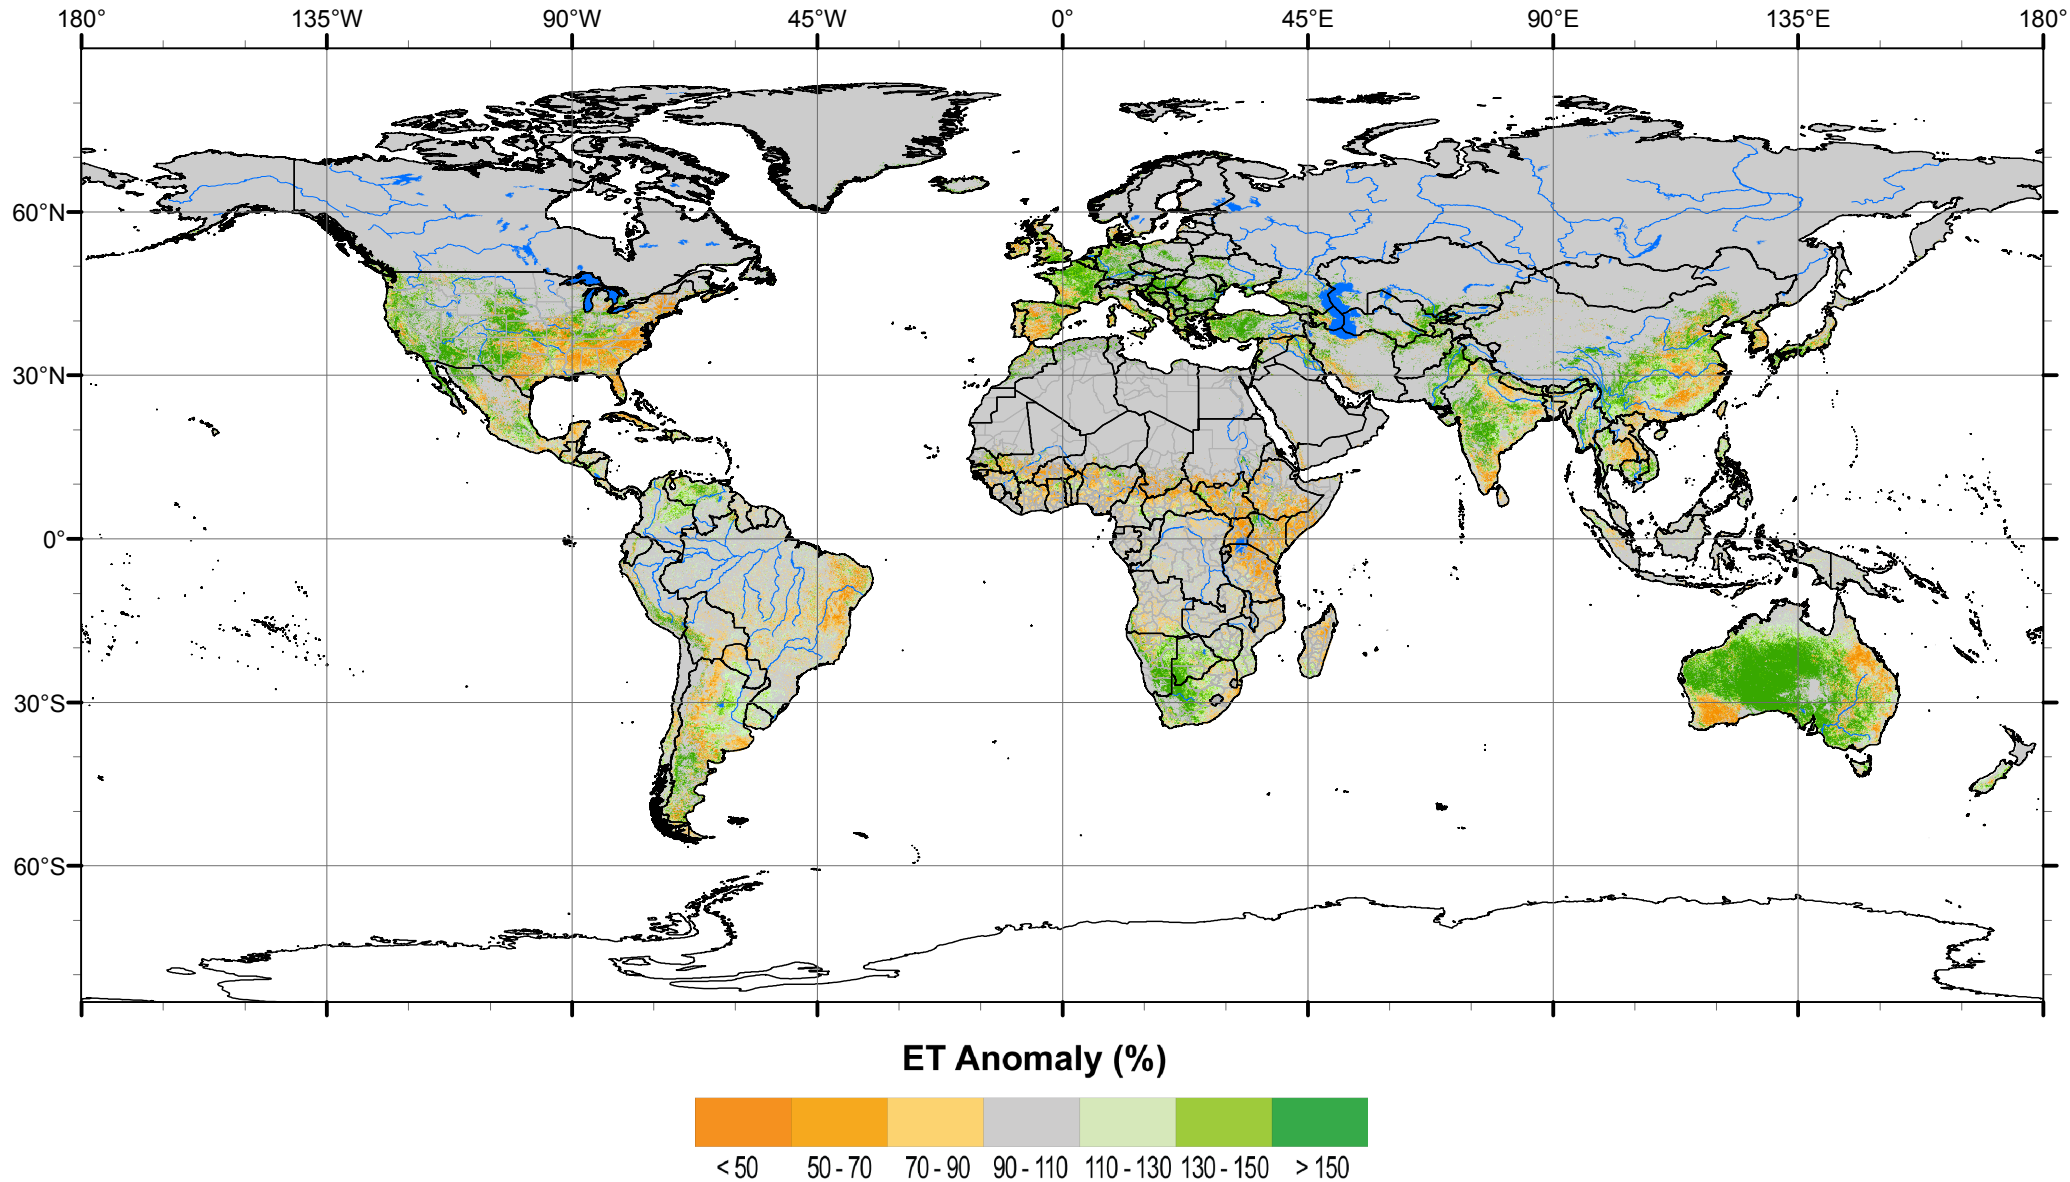 180° 135°W 90°W 45°W 0° 45°E 90°E 135°E 180°
60°N
30°N
0°
30°S
60°S
ET Anomaly (%)
< 50 50 - 70 70 - 90 90 - 110 110 - 130 130 - 150 > 150